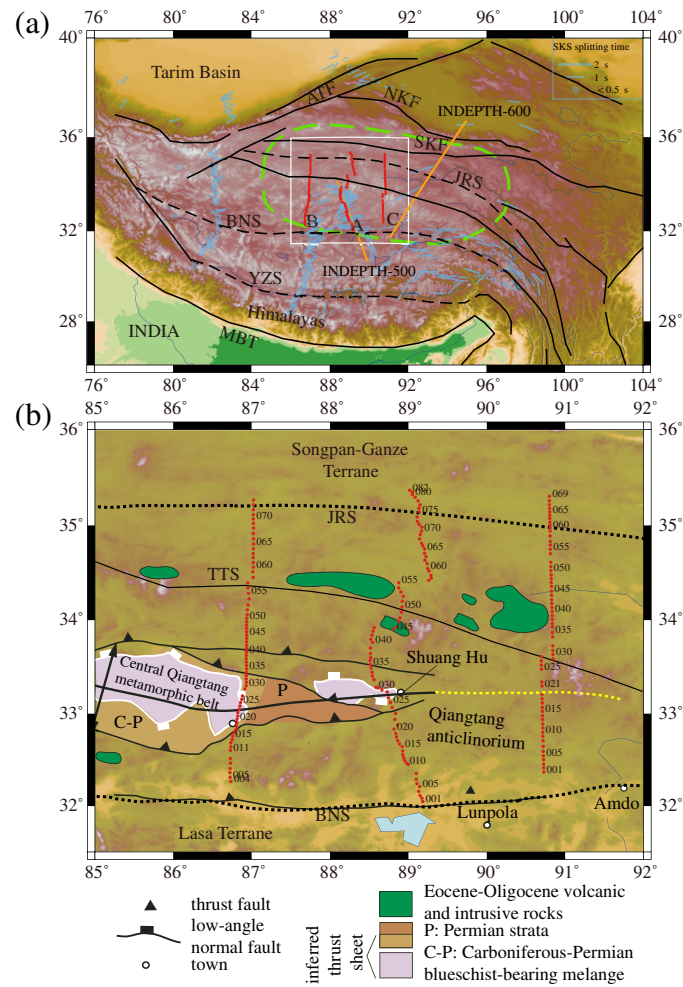 (a)
40°
40°
36°
36°
32°
32°
28°
28°
76
80
84
88
92
96
100
104
76
80
84
88
92
96
100
104
SKS splitting time
2 s
1 s
<0.5 s
Tarim Basin
ATF
NKF
INDEPTH-600
SKF
JRS
BNS
B
A
C
INDEPTH-500
YZS
Himalayas
INDIA
MBT
(b)
85°
86°
87°
88°
89°
90°
91°
92°
36°
36°
35°
35°
34°
34°
33°
33°
32°
32°
Songpan-Ganze
Terrane
JRS
TTS
070
065
060
055
050
045
040
035
030
025
020
015
011
005
004
082
080
075
070
065
060
055
050
045
040
035
030
025
020
015
010
005
001
069
065
060
055
050
045
040
035
030
025
021
015
010
005
001
Shuang Hu
Central Qiangtang
metamorphic belt
P
C-P
Qiangtang
anticlinorium
BNS
Lunpola
Amdo
Lasa Terrane
85°
86°
87°
88°
89°
90°
91°
92°
thrust fault
low-angle
normal fault
town
inferred
thrust
sheet
Eocene-Oligocene volcanic
and intrusive rocks
P: Permian strata
C-P: Carboniferous-Permian
blueschist-bearing melange